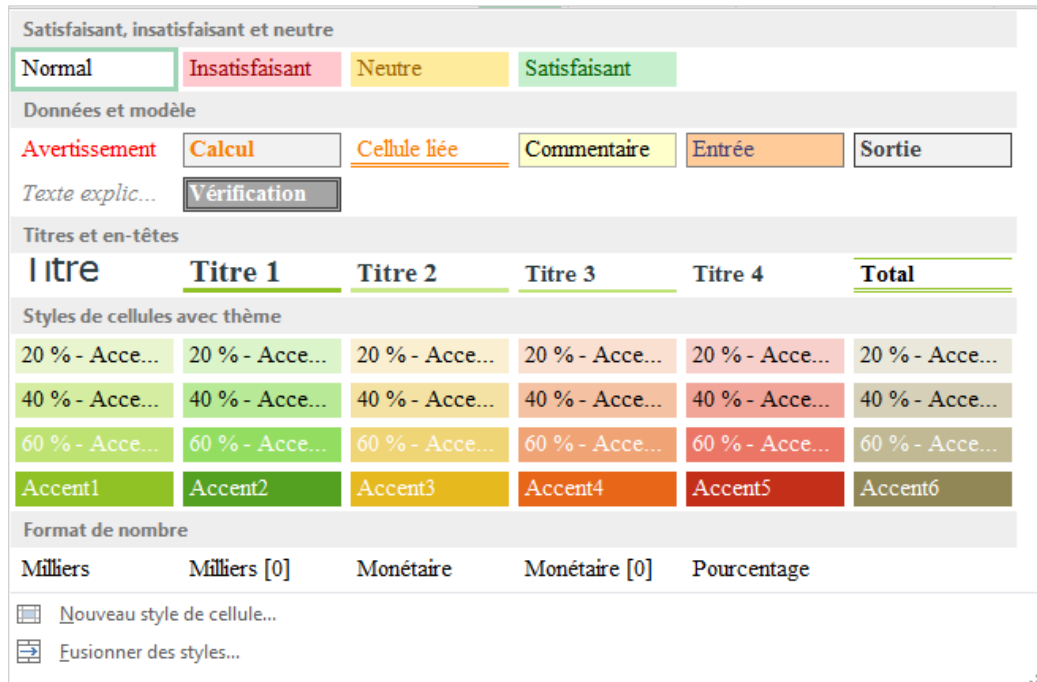 Satisfaisant, insatisfaisant et neutre
Normal Insatisfaisant Neutre Satisfaisant
Données et modèle
Avertissement Calcul Cellule liée Commentaire Entrée Sortie
Texte explic... Vérification
Titres et en-têtes
Titre Titre 1 Titre 2 Titre 3 Titre 4 Total
Styles de cellules avec thème
20 % - Acce... 20 % - Acce... 20 % - Acce... 20 % - Acce... 20 % - Acce... 20 % - Acce...
40 % - Acce... 40 % - Acce... 40 % - Acce... 40 % - Acce... 40 % - Acce... 40 % - Acce...
60 % - Acce... 60 % - Acce... 60 % - Acce... 60 % - Acce... 60 % - Acce... 60 % - Acce...
Accent1 Accent2 Accent3 Accent4 Accent5 Accent6
Format de nombre
Milliers Milliers [0] Monétaire Monétaire [0] Pourcentage
Nouveau style de cellule...
Fusionner des styles...